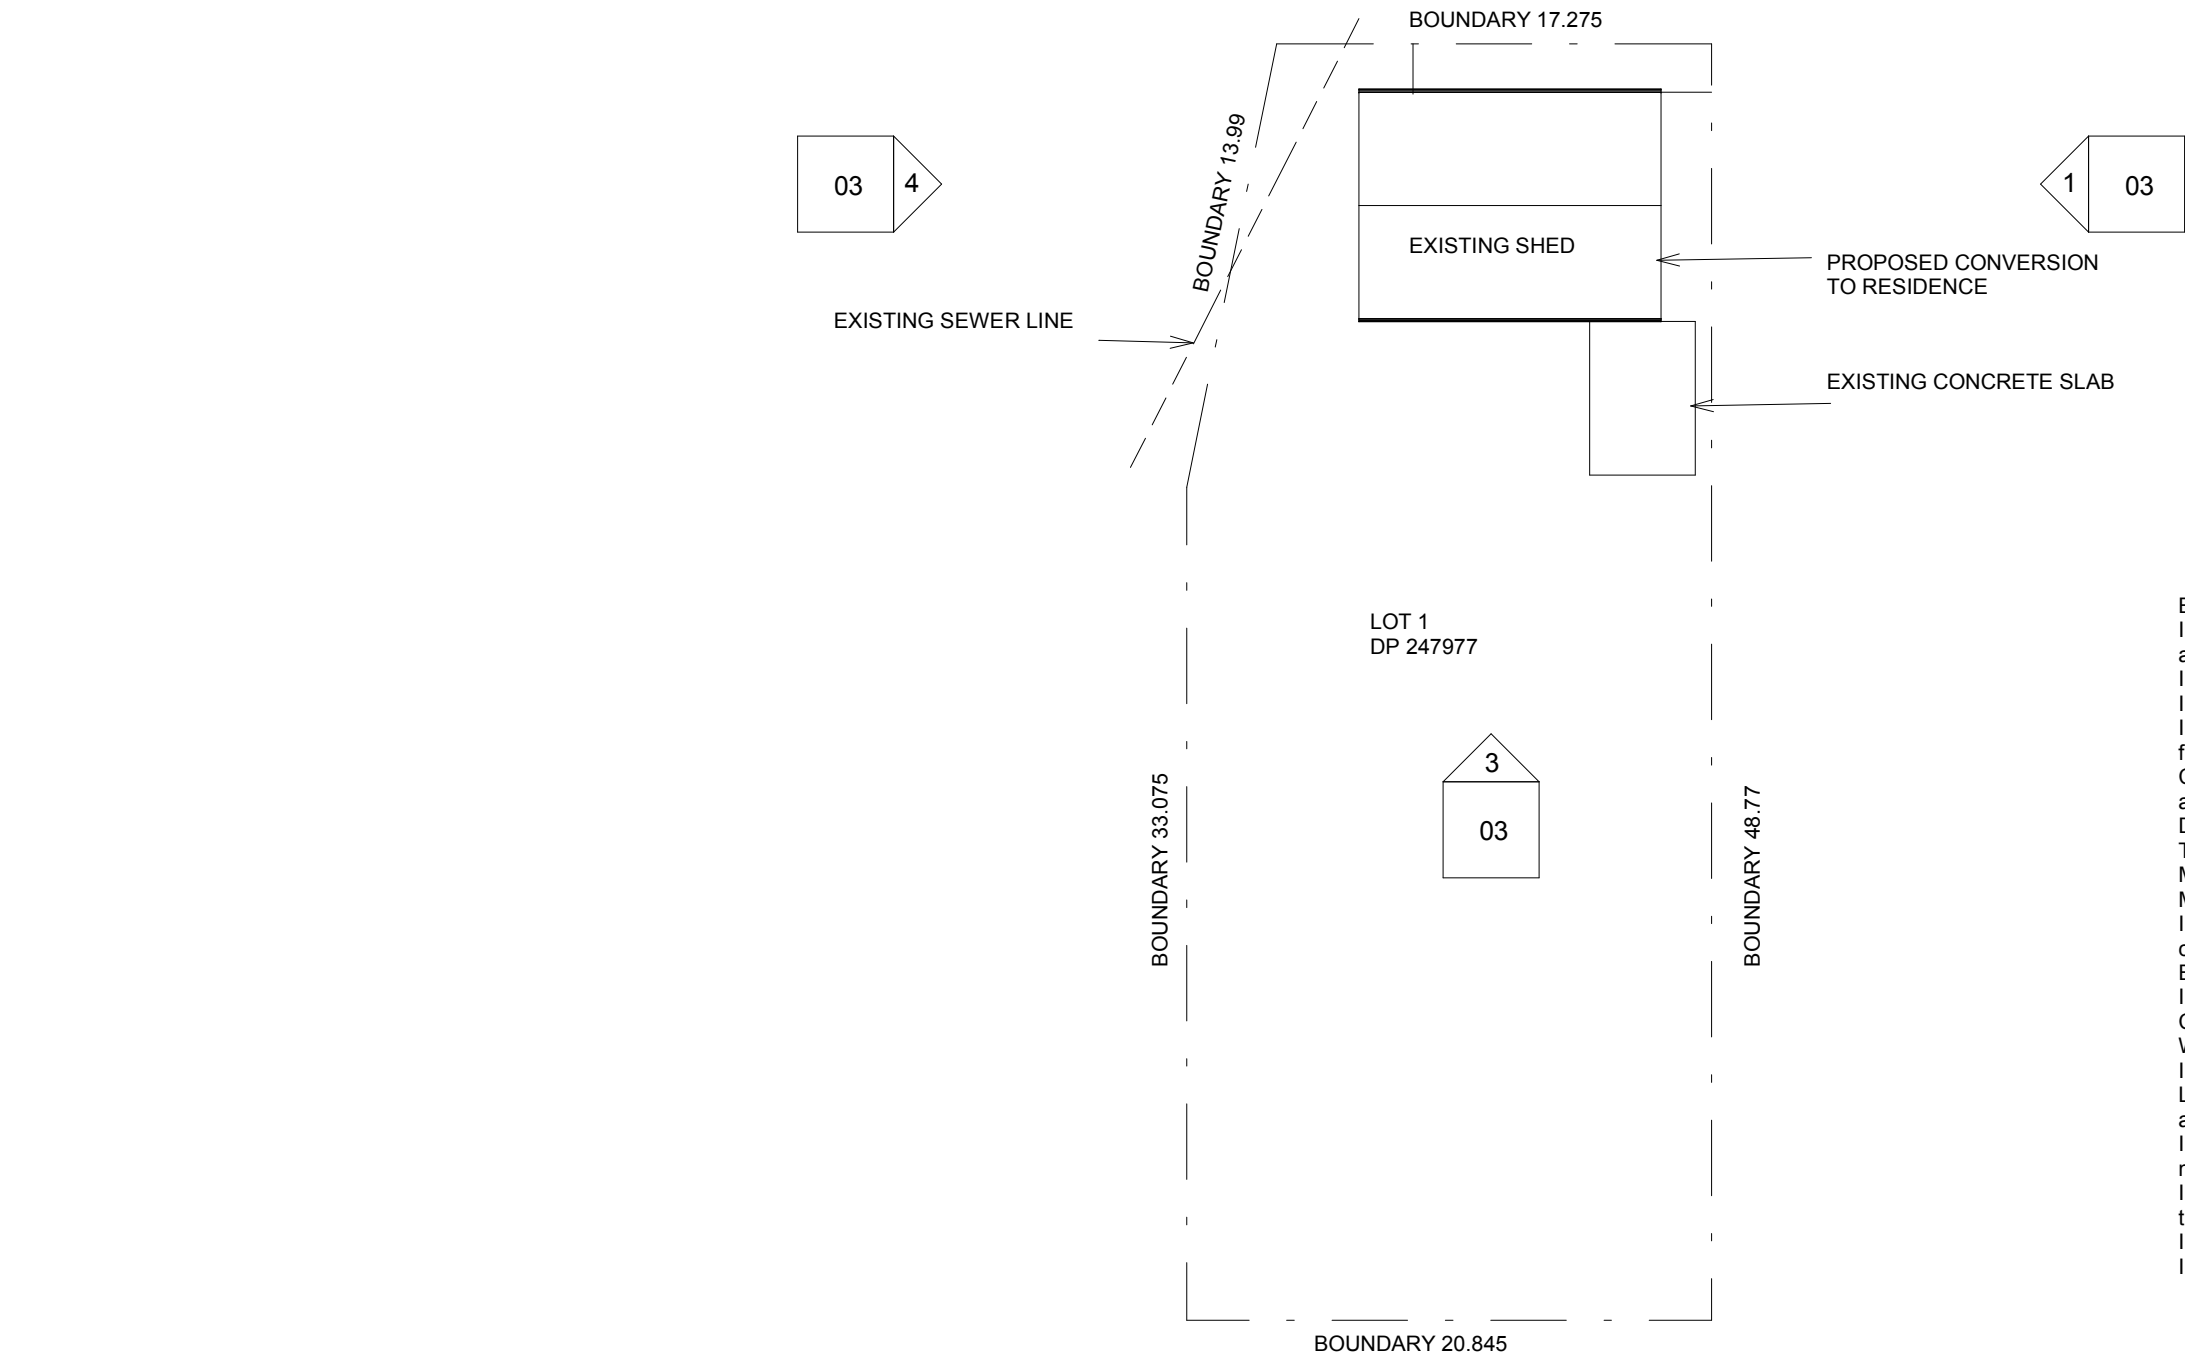 BOUNDARY 17.275
BOUNDARY 13.99
03
4
1
03
EXISTING SHED
PROPOSED CONVERSION
TO RESIDENCE
EXISTING SEWER LINE
EXISTING CONCRETE SLAB
LOT 1
DP 247977
3
03
BOUNDARY 33.075
BOUNDARY 48.77
BOUNDARY 20.845